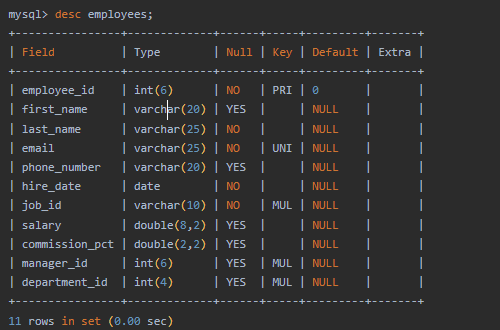 mysql> desc employees;
+----------------+-------------+------+-----+---------+-------+
| Field          | Type        | Null | Key | Default | Extra |
+----------------+-------------+------+-----+---------+-------+
| employee_id    | int(6)      | NO   | PRI | 0       |       |
| first_name     | varchar(20) | YES  |     | NULL    |       |
| last_name      | varchar(25) | NO   |     | NULL    |       |
| email          | varchar(25) | NO   | UNI | NULL    |       |
| phone_number   | varchar(20) | YES  |     | NULL    |       |
| hire_date      | date        | NO   |     | NULL    |       |
| job_id         | varchar(10) | NO   | MUL | NULL    |       |
| salary         | double(8,2) | YES  |     | NULL    |       |
| commission_pct | double(2,2) | YES  |     | NULL    |       |
| manager_id     | int(6)      | YES  | MUL | NULL    |       |
| department_id  | int(4)      | YES  | MUL | NULL    |       |
+----------------+-------------+------+-----+---------+-------+
11 rows in set (0.00 sec)